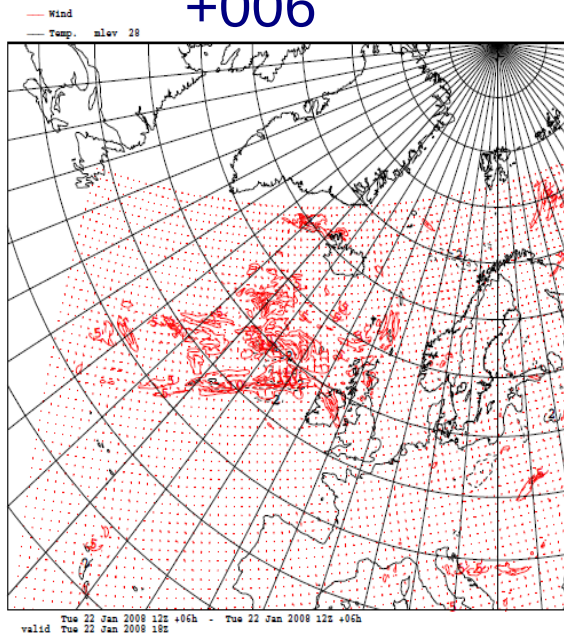 +006
Wind
Temp. mlev 28
Tue 22 Jan 2008 12Z +06h - Tue 22 Jan 2008 12Z +06h
valid Tue 22 Jan 2008 18Z